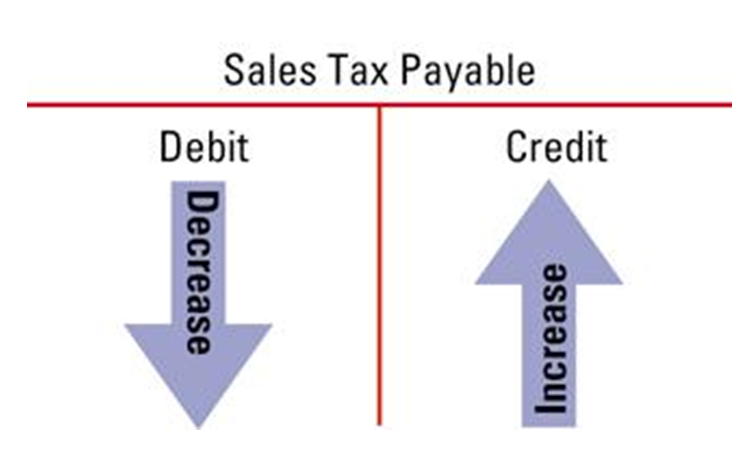 Sales Tax Payable
Debit
Credit
Decrease
Increase